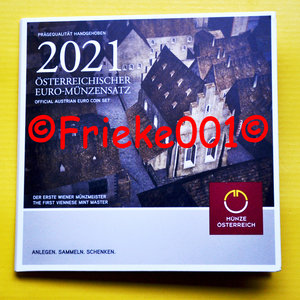 PRÄGEQUALITÄT HANDGEHOBEN
2021
ÖSTERREICHISCHER
EURO-MÜNZENSATZ
OFFICIAL AUSTRIAN EURO COIN SET
©Frieke001©
DER ERSTE WIENER MÜNZMEISTER
THE FIRST VIENNESE MINT MASTER
MÜNZE
ÖSTERREICH
ANLEGEN. SAMMELN. SCHENKEN.